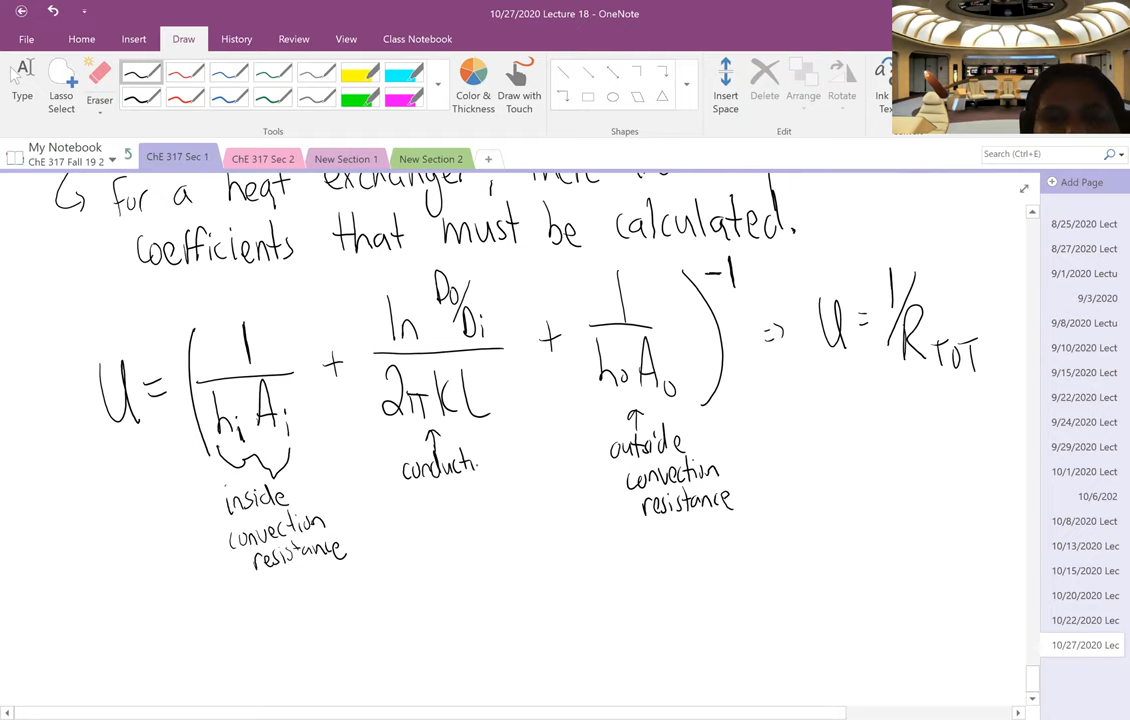 10/27/2020 Lecture 18 - OneNote
File Home Insert Draw History Review View Class Notebook
Type
Lasso Select
Eraser
Color & Thickness
Draw with Touch
Insert Space
Delete
Arrange
Rotate
Ink
Tex
Tools
Shapes
Edit
My Notebook
ChE 317 Fall 19 2
ChE 317 Sec 1
ChE 317 Sec 2
New Section 1
New Section 2
+
Search (Ctrl+E)
Add Page
8/25/2020 Lect
8/27/2020 Lect
9/1/2020 Lectu
9/3/2020
9/8/2020 Lectu
9/10/2020 Lect
9/15/2020 Lect
9/22/2020 Lect
9/24/2020 Lect
9/29/2020 Lect
10/1/2020 Lect
10/6/202
10/8/2020 Lect
10/13/2020 Lec
10/15/2020 Lec
10/20/2020 Lec
10/22/2020 Lec
10/27/2020 Lec
↳ for a heat exchanger, there
coefficients that must be calculated.
U = (1/(hi Ai) + ln Do/Di/(2πkL) + 1/(ho Ao))^-1 ⇒ U = 1/R TOT
inside
convection
resistance
conducti
outside
convection
resistance